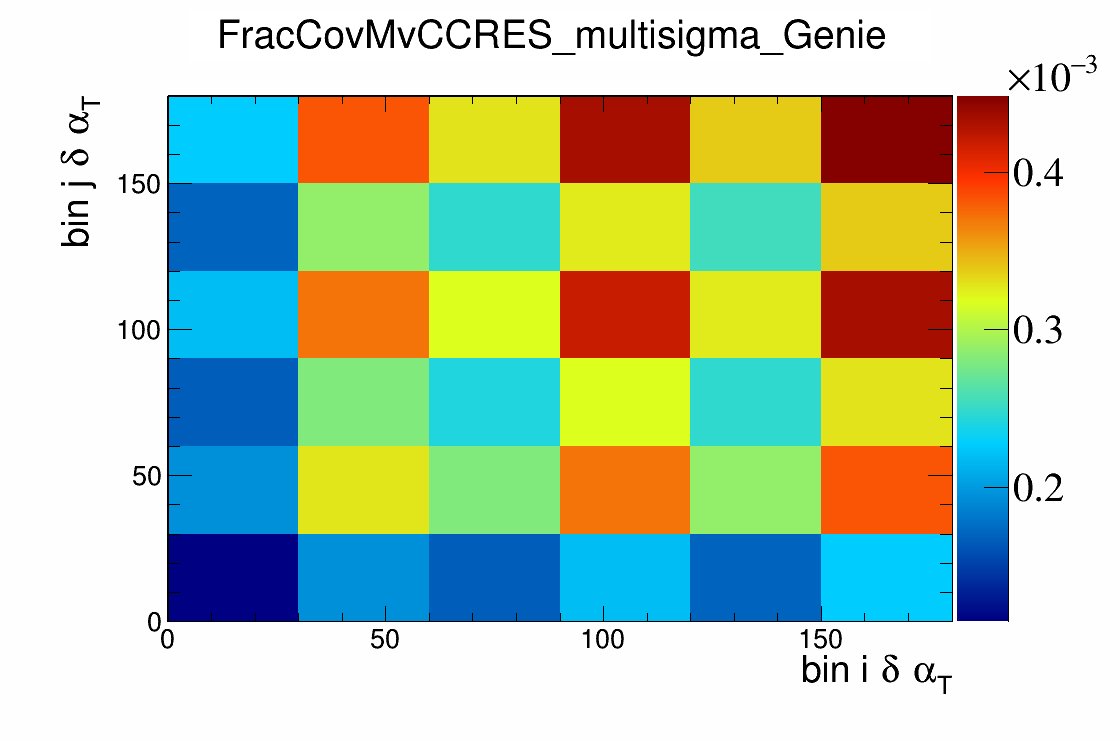 FracCovMvCCRES_multisigma_Genie
×10⁻³
bin j δ α_T
150
100
50
0
0 50 100 150
bin i δ α_T
0.4
0.3
0.2